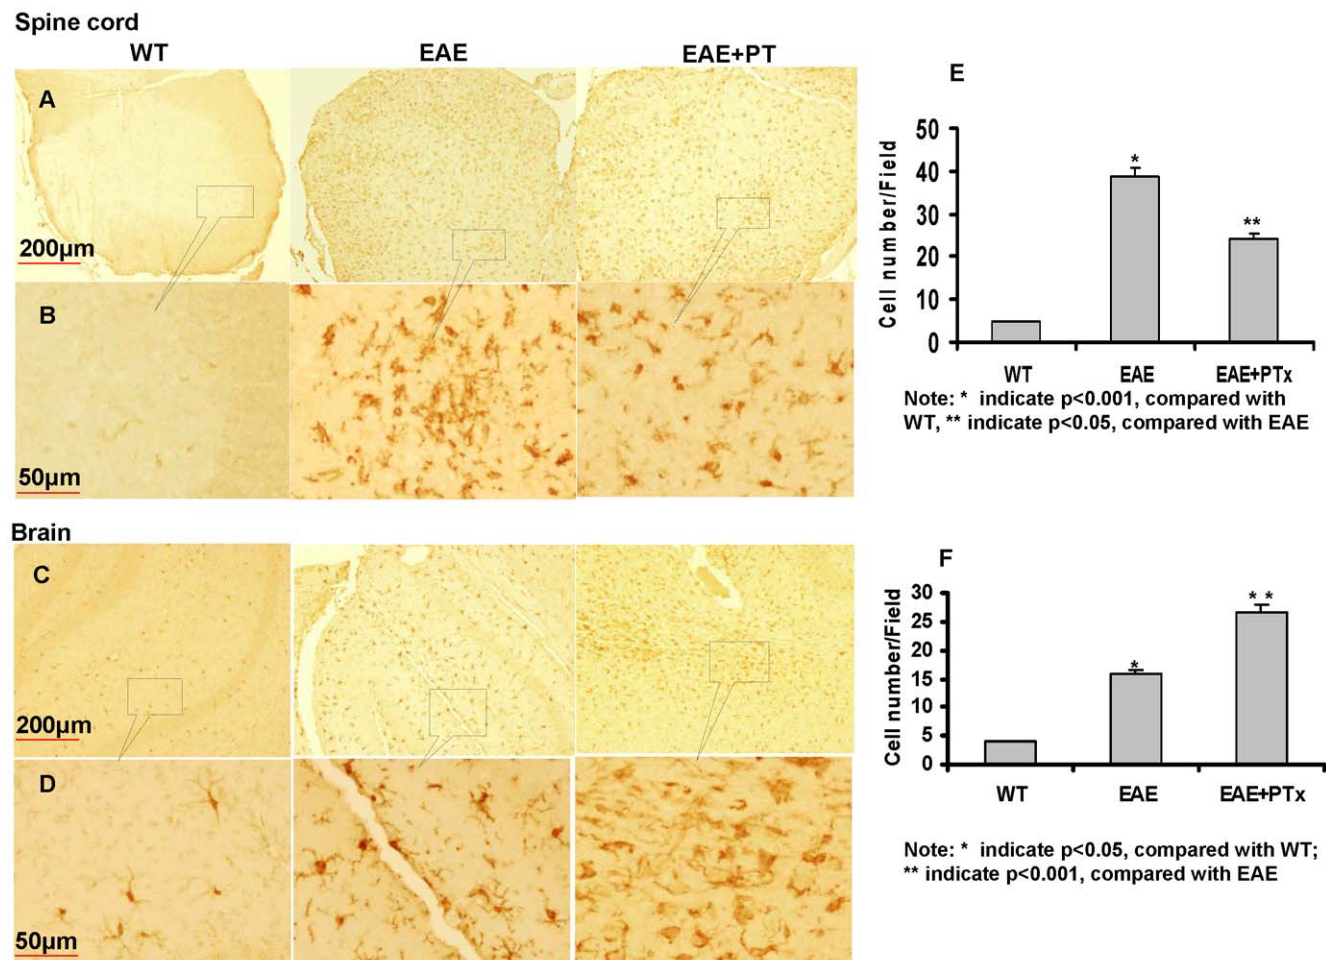 Spine cord
WT
EAE
EAE+PT
A
200µm
B
50µm
E
Cell number/Field
50
40
30
20
10
0
*
**
WT
EAE
EAE+PTx
Note: * indicate p<0.001, compared with
WT, ** indicate p<0.05, compared with EAE
Brain
C
200µm
D
50µm
F
Cell number/Field
30
25
20
15
10
5
0
*
* *
WT
EAE
EAE+PTx
Note: * indicate p<0.05, compared with WT;
** indicate p<0.001, compared with EAE